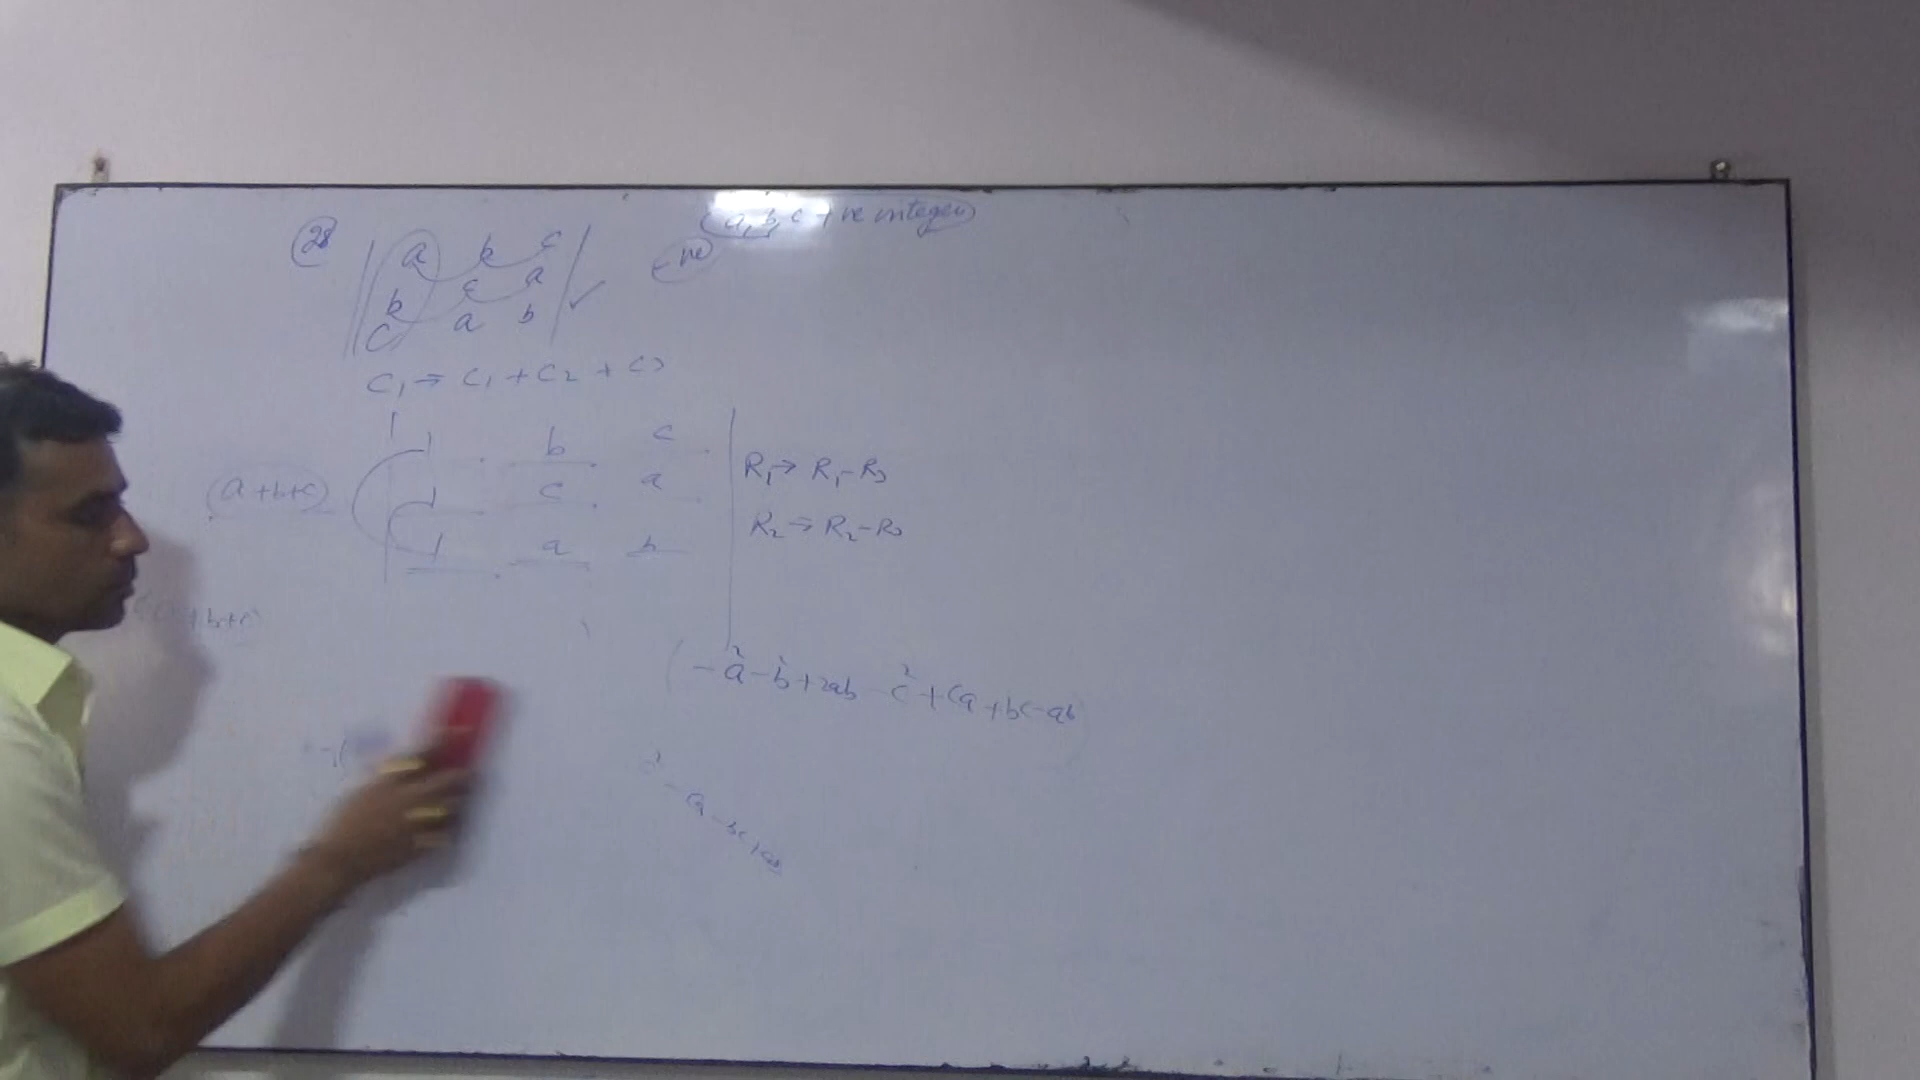 (a, b, c +ve integer)
28 | a b c | -ve
b c a ✓
c a b
C₁ → C₁ + C₂ + C₃
1 b c
R₁ → R₁ - R₃
(a+b+c) 1 c a
R₂ → R₂ - R₃
1 a b
+b+c)
(-a² - b² + 2ab - c² + ca + bc - ab)